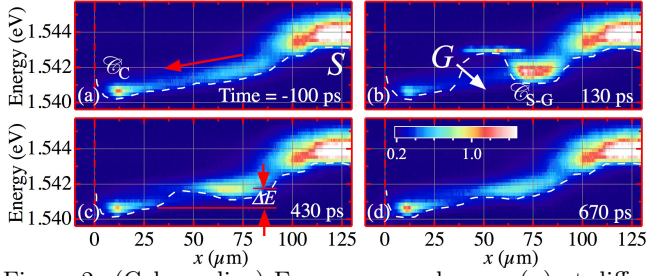 1.544
1.542
1.540
Energy (eV)
𝒞C
S
(a)
Time = -100 ps
G
𝒞S-G
(b)
130 ps
1.544
1.542
1.540
Energy (eV)
ΔE
(c)
430 ps
0.2
1.0
(d)
670 ps
0 25 50 75 100 125
x (μm)
0 25 50 75 100 125
x (μm)